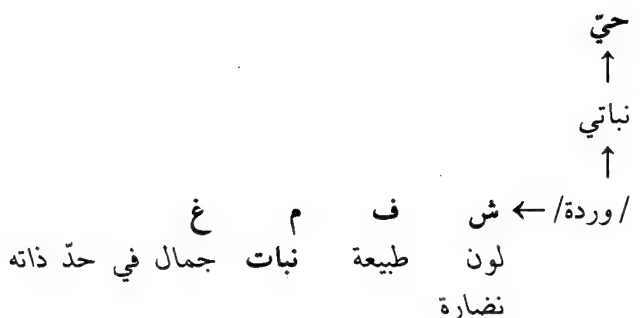 حيّ
↑
نباتي
↑
/وردة/ ← ش ف م غ
لون طبيعة نبات جمال في حدّ ذاته
نضارة